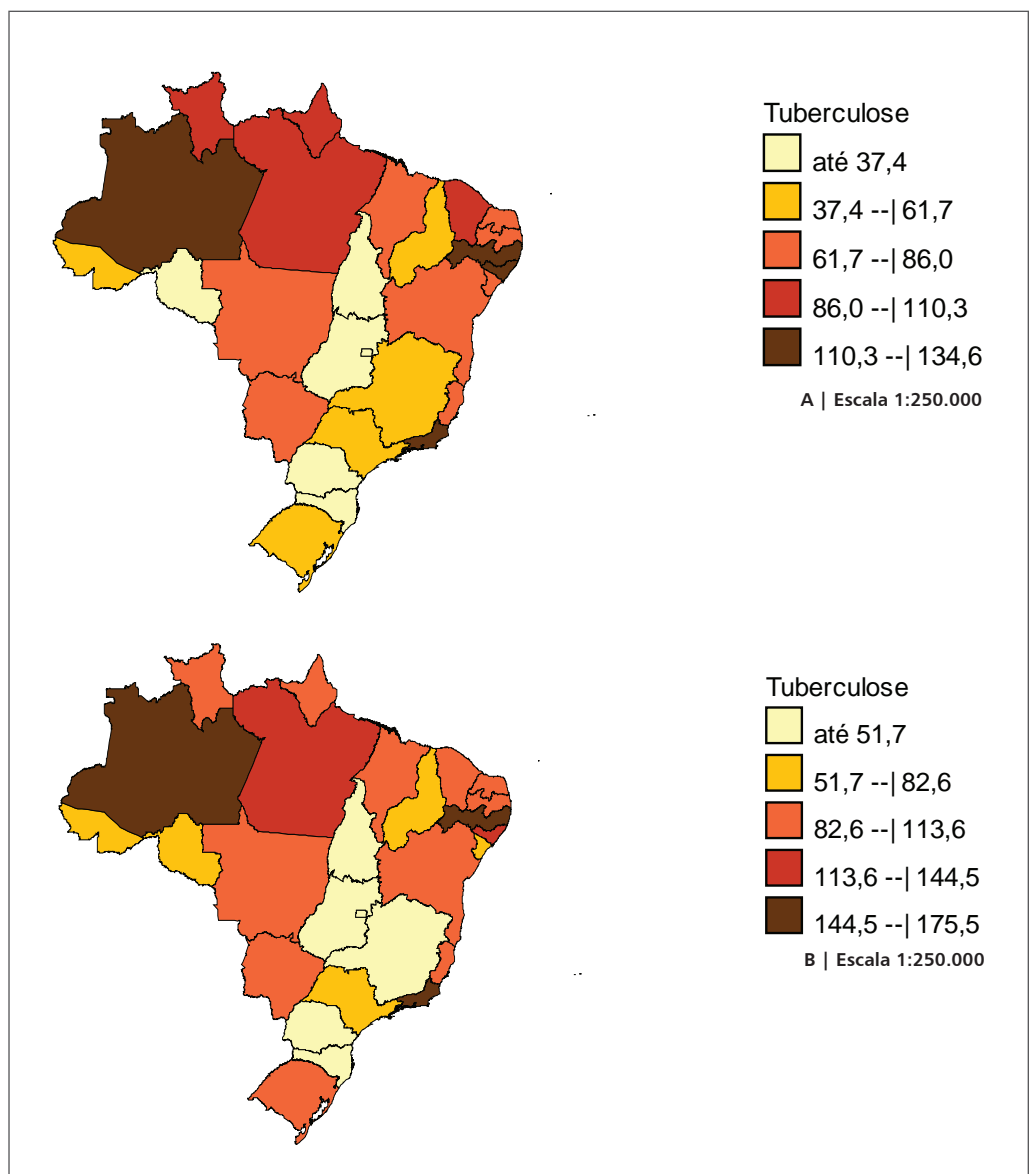 Tuberculose
até 37,4
37,4 --| 61,7
61,7 --| 86,0
86,0 --| 110,3
110,3 --| 134,6
A | Escala 1:250.000
Tuberculose
até 51,7
51,7 --| 82,6
82,6 --| 113,6
113,6 --| 144,5
144,5 --| 175,5
B | Escala 1:250.000